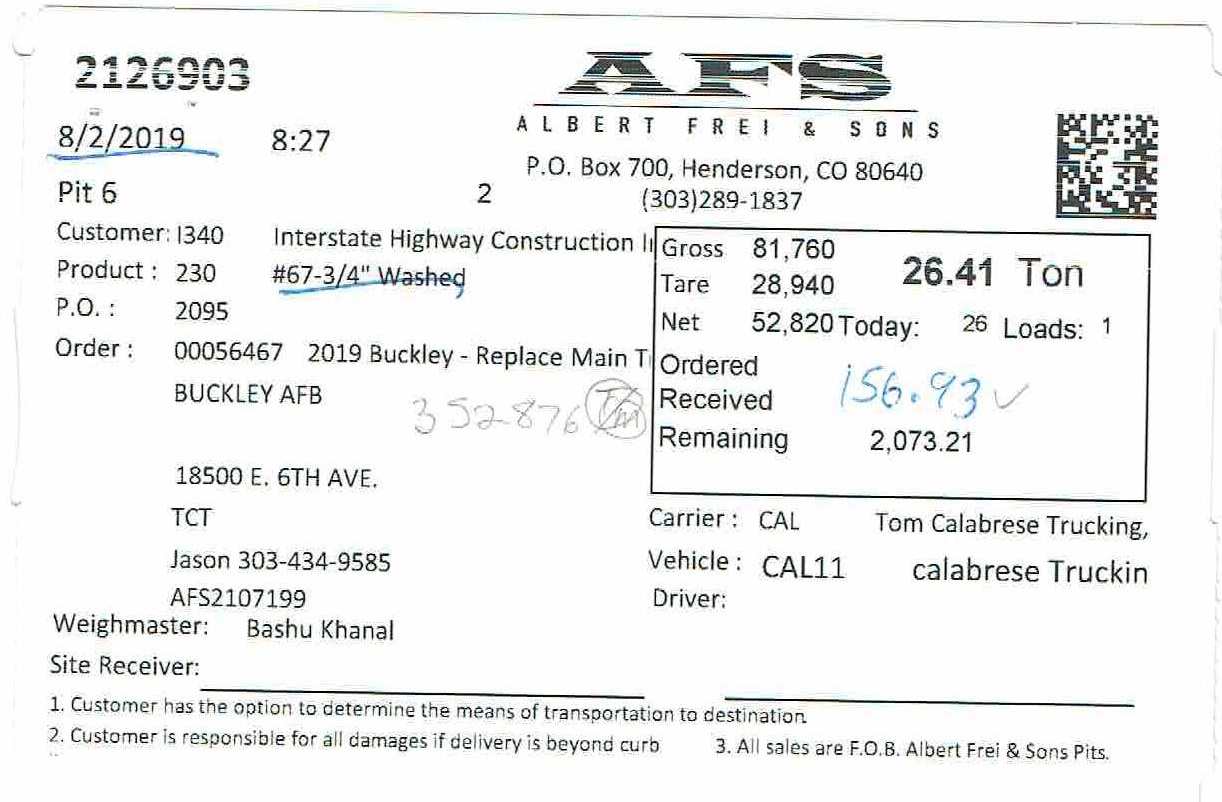 2126903
AFS
ALBERT FREI & SONS
8/2/2019 8:27
P.O. Box 700, Henderson, CO 80640
Pit 6 2 (303)289-1837
Customer: I340 Interstate Highway Construction I
Product : 230 #67-3/4" Washed
P.O. : 2095
Order : 00056467 2019 Buckley - Replace Main T
BUCKLEY AFB
352876
Gross 81,760 26.41 Ton
Tare 28,940
Net 52,820 Today: 26 Loads: 1
Ordered
Received 156.93
Remaining 2,073.21
18500 E. 6TH AVE.
TCT
Jason 303-434-9585
AFS2107199
Carrier : CAL Tom Calabrese Trucking,
Vehicle : CAL11 calabrese Truckin
Driver:
Weighmaster: Bashu Khanal
Site Receiver:
1. Customer has the option to determine the means of transportation to destination
2. Customer is responsible for all damages if delivery is beyond curb 3. All sales are F.O.B. Albert Frei & Sons Pits.